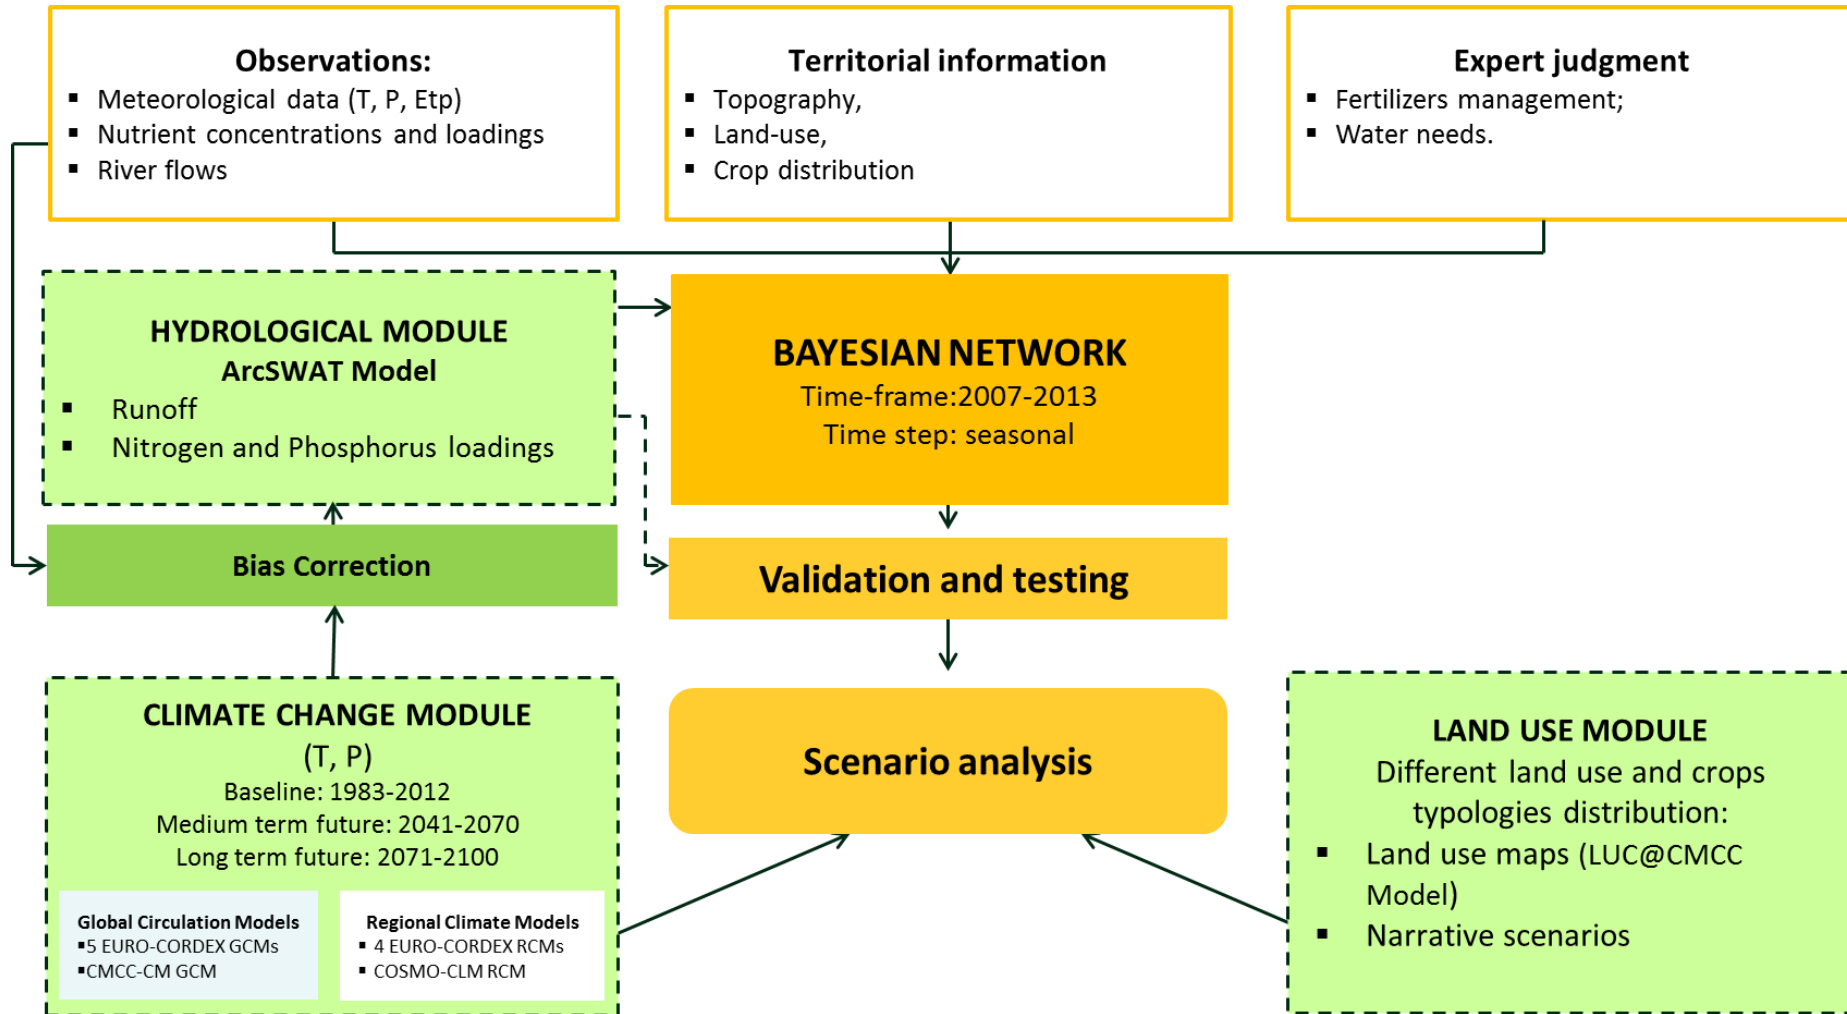 Observations:
▪ Meteorological data (T, P, Etp)
▪ Nutrient concentrations and loadings
▪ River flows
Territorial information
▪ Topography,
▪ Land-use,
▪ Crop distribution
Expert judgment
▪ Fertilizers management;
▪ Water needs.
HYDROLOGICAL MODULE
ArcSWAT Model
▪ Runoff
▪ Nitrogen and Phosphorus loadings
BAYESIAN NETWORK
Time-frame:2007-2013
Time step: seasonal
Bias Correction
Validation and testing
CLIMATE CHANGE MODULE
(T, P)
Baseline: 1983-2012
Medium term future: 2041-2070
Long term future: 2071-2100
Global Circulation Models
▪5 EURO-CORDEX GCMs
▪CMCC-CM GCM
Regional Climate Models
▪ 4 EURO-CORDEX RCMs
▪ COSMO-CLM RCM
Scenario analysis
LAND USE MODULE
Different land use and crops
typologies distribution:
▪ Land use maps (LUC@CMCC
Model)
▪ Narrative scenarios